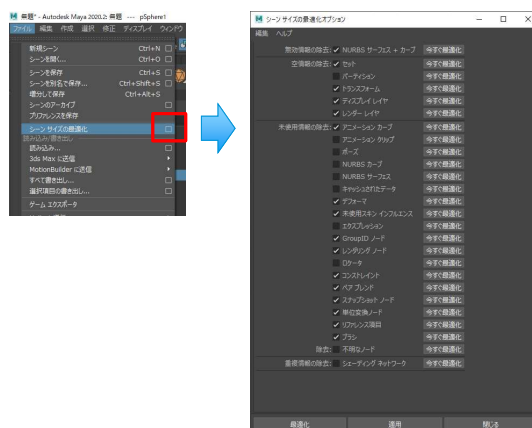 無題* - Autodesk Maya 2020.2: 無題 --- pSphere1
ファイル 編集 作成 選択 修正 ディスプレイ ウィンドウ
新規シーン Ctrl+N
シーンを開く... Ctrl+O
シーンを保存 Ctrl+S
シーンを別名で保存... Ctrl+Shift+S
増分して保存 Ctrl+Alt+S
シーンのアーカイブ
プリファレンスを保存
シーン サイズの最適化
読み込み/書き出し
読み込み...
3ds Max に送信
MotionBuilder に送信
すべて書き出し...
選択項目の書き出し...
ゲーム エクスポータ
シーン サイズの最適化オプション
編集 ヘルプ
無効情報の除去: NURBS サーフェス + カーブ 今すぐ最適化
空情報の除去: セット 今すぐ最適化
パーティション 今すぐ最適化
トランスフォーム 今すぐ最適化
ディスプレイ レイヤ 今すぐ最適化
レンダー レイヤ 今すぐ最適化
未使用情報の除去: アニメーション カーブ 今すぐ最適化
アニメーション クリップ 今すぐ最適化
ポーズ 今すぐ最適化
NURBS カーブ 今すぐ最適化
NURBS サーフェス 今すぐ最適化
キャッシュされたデータ 今すぐ最適化
デフォーマ 今すぐ最適化
未使用スキン インフルエンス 今すぐ最適化
エクスプレッション 今すぐ最適化
GroupID ノード 今すぐ最適化
レンダリング ノード 今すぐ最適化
ロケータ 今すぐ最適化
コンストレイント 今すぐ最適化
ペア ブレンド 今すぐ最適化
スナップショット ノード 今すぐ最適化
単位変換ノード 今すぐ最適化
リファレンス項目 今すぐ最適化
ブラシ 今すぐ最適化
除去: 不明なノード 今すぐ最適化
重複情報の除去: シェーディング ネットワーク 今すぐ最適化
最適化 適用 閉じる